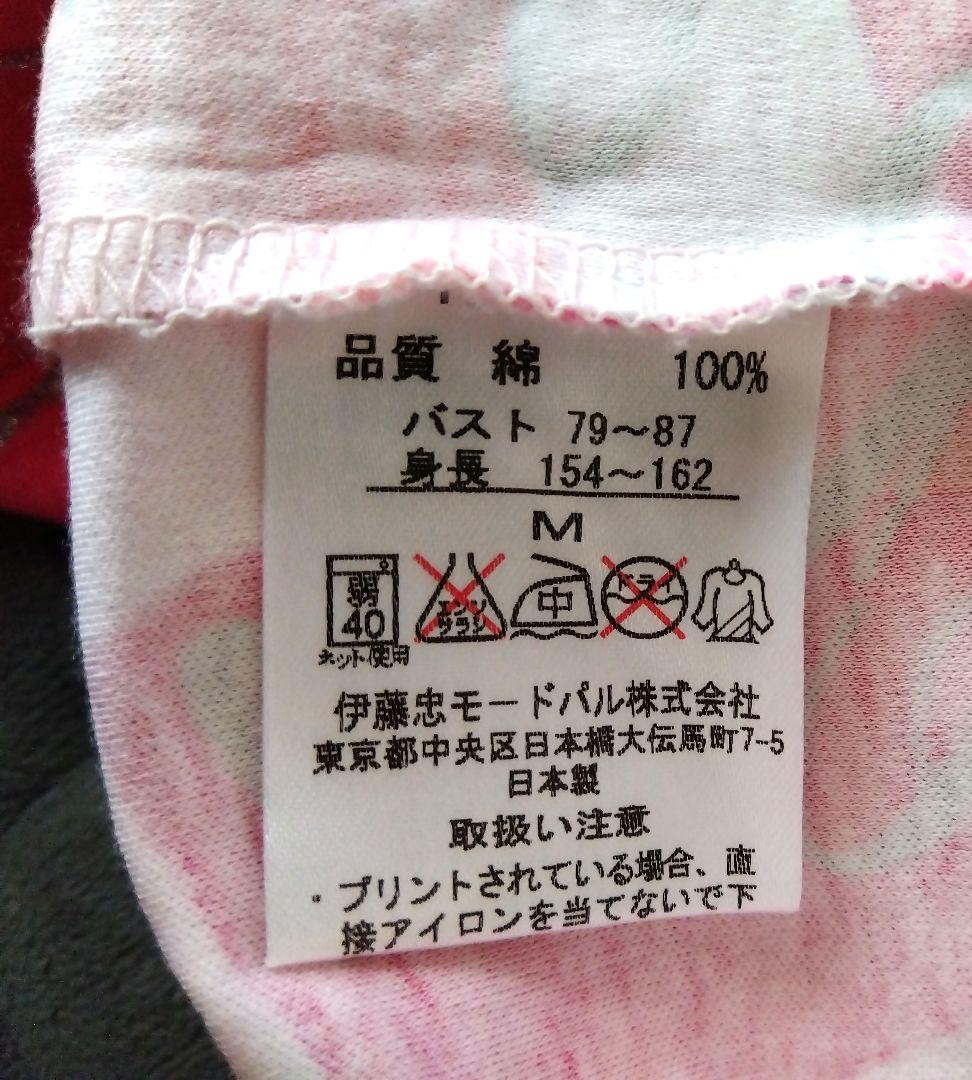 品質 綿 100%
バスト 79～87
身長 154～162
M
弱
40
ネット使用
エンソ
サラシ
中
ドライ
伊藤忠モードパル株式会社
東京都中央区日本橋大伝馬町7-5
日本製
取扱い注意
・プリントされている場合、直
接アイロンを当てないで下